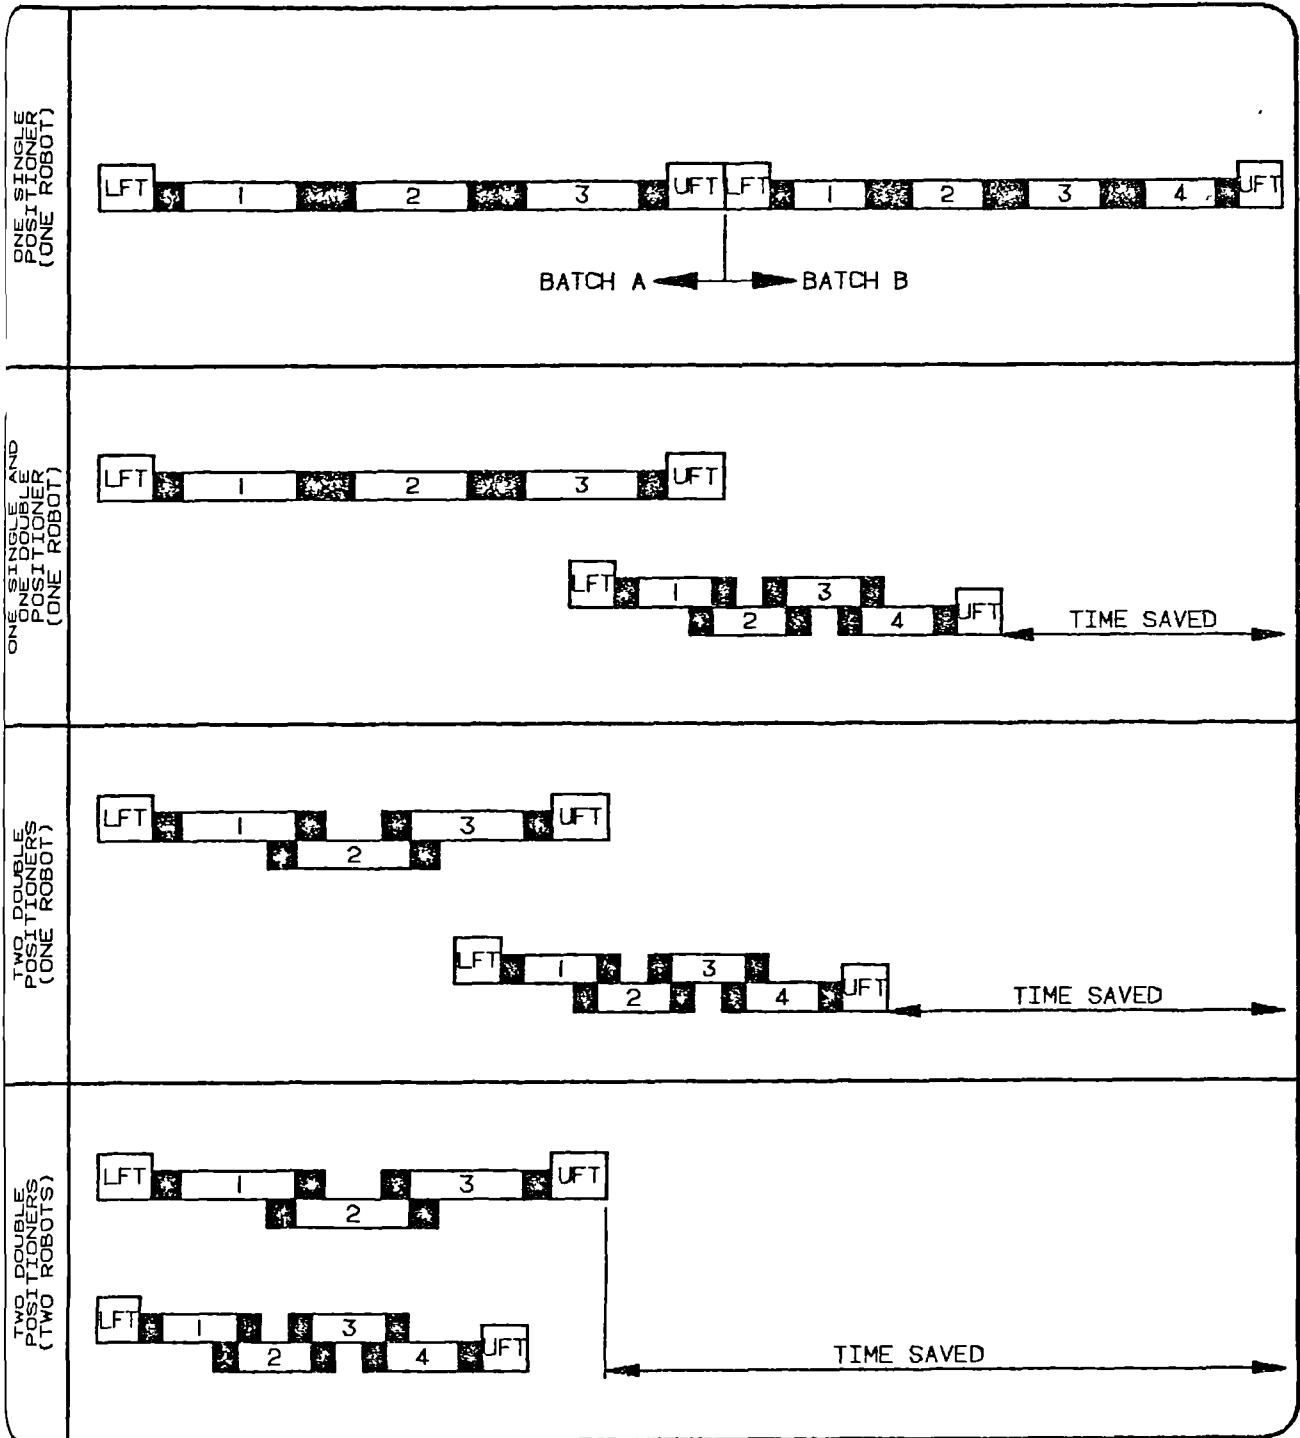 ONE SINGLE
POSITIONER
(ONE ROBOT)
LFT 1 2 3 UFT LFT 1 2 3 4 UFT
BATCH A BATCH B
ONE SINGLE AND
ONE DOUBLE
POSITIONER
(ONE ROBOT)
LFT 1 2 3 UFT
LFT 1 3
2 4 UFT TIME SAVED
TWO DOUBLE
POSITIONERS
(ONE ROBOT)
LFT 1 3 UFT
2
LFT 1 3
2 4 UFT TIME SAVED
TWO DOUBLE
POSITIONERS
(TWO ROBOTS)
LFT 1 3 UFT
2
LFT 1 3
2 4 UFT TIME SAVED